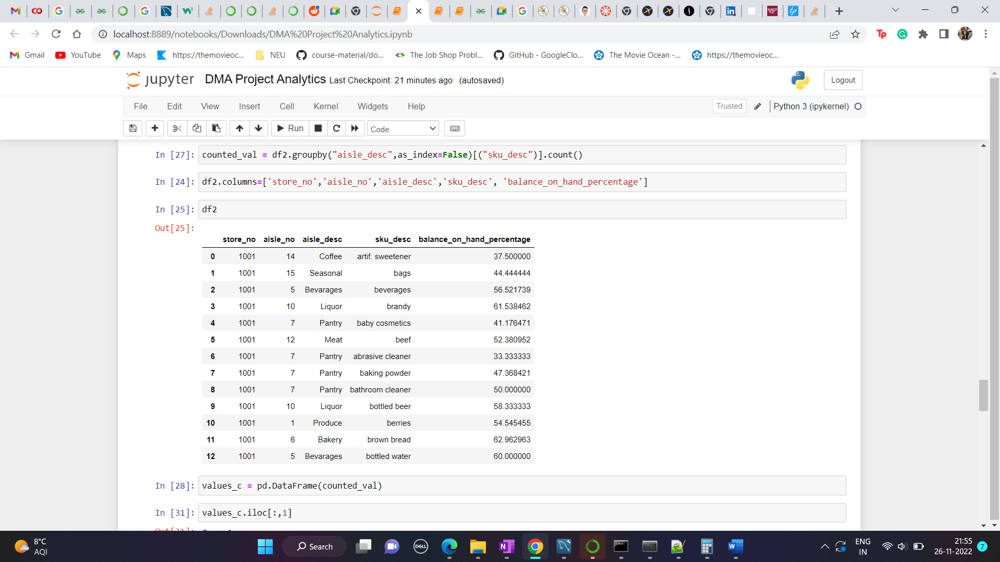 localhost:8889/notebooks/Downloads/DMA%20Project%20Analytics.ipynb
Gmail YouTube Maps https://themovieoc... NEU course-material/do... The Job Shop Probl... GitHub - GoogleClo... The Movie Ocean -... https://themovieoc...
jupyter DMA Project Analytics Last Checkpoint: 21 minutes ago (autosaved) Logout
File Edit View Insert Cell Kernel Widgets Help Trusted Python 3 (ipykernel)
Run Code
In [27]: counted_val = df2.groupby("aisle_desc",as_index=False)[("sku_desc")].count()
In [24]: df2.columns=['store_no','aisle_no','aisle_desc','sku_desc', 'balance_on_hand_percentage']
In [25]: df2
Out[25]:
store_no aisle_no aisle_desc sku_desc balance_on_hand_percentage
0 1001 14 Coffee artif. sweetener 37.500000
1 1001 15 Seasonal bags 44.444444
2 1001 5 Bevarages beverages 56.521739
3 1001 10 Liquor brandy 61.538462
4 1001 7 Pantry baby cosmetics 41.176471
5 1001 12 Meat beef 52.380952
6 1001 7 Pantry abrasive cleaner 33.333333
7 1001 7 Pantry baking powder 47.368421
8 1001 7 Pantry bathroom cleaner 50.000000
9 1001 10 Liquor bottled beer 58.333333
10 1001 1 Produce berries 54.545455
11 1001 6 Bakery brown bread 62.962963
12 1001 5 Bevarages bottled water 60.000000
In [28]: values_c = pd.DataFrame(counted_val)
In [31]: values_c.iloc[:,1]
8°C
AQI
Search
ENG
IN
21:55
26-11-2022
7